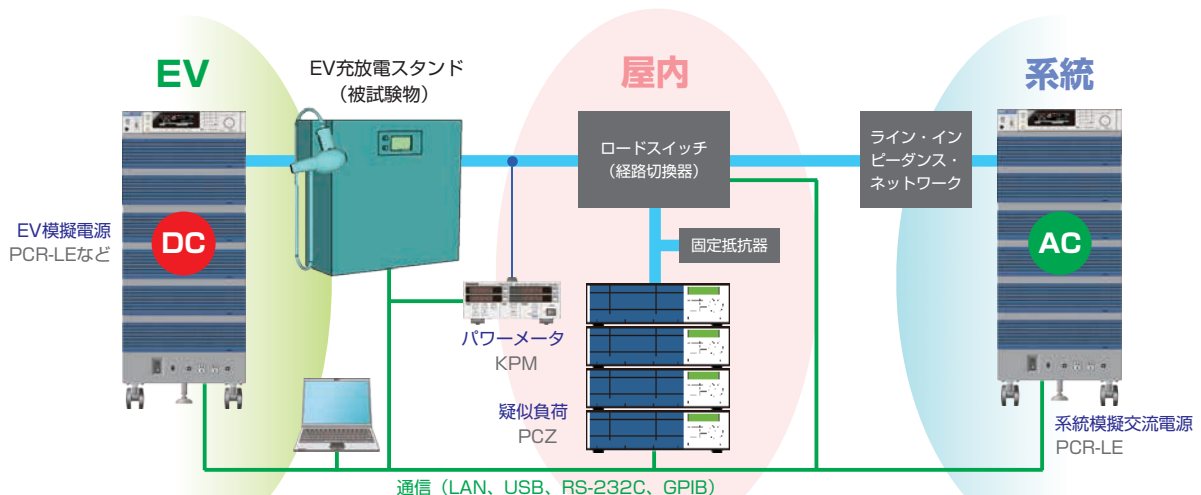 EV
EV充放電スタンド
（被試験物）
屋内
系統
ロードスイッチ
（経路切換器）
ライン・イン
ピーダンス・
ネットワーク
EV模擬電源
PCR-LEなど
DC
固定抵抗器
AC
パワーメータ
KPM
疑似負荷
PCZ
系統模擬交流電源
PCR-LE
通信（LAN、USB、RS-232C、GPIB）